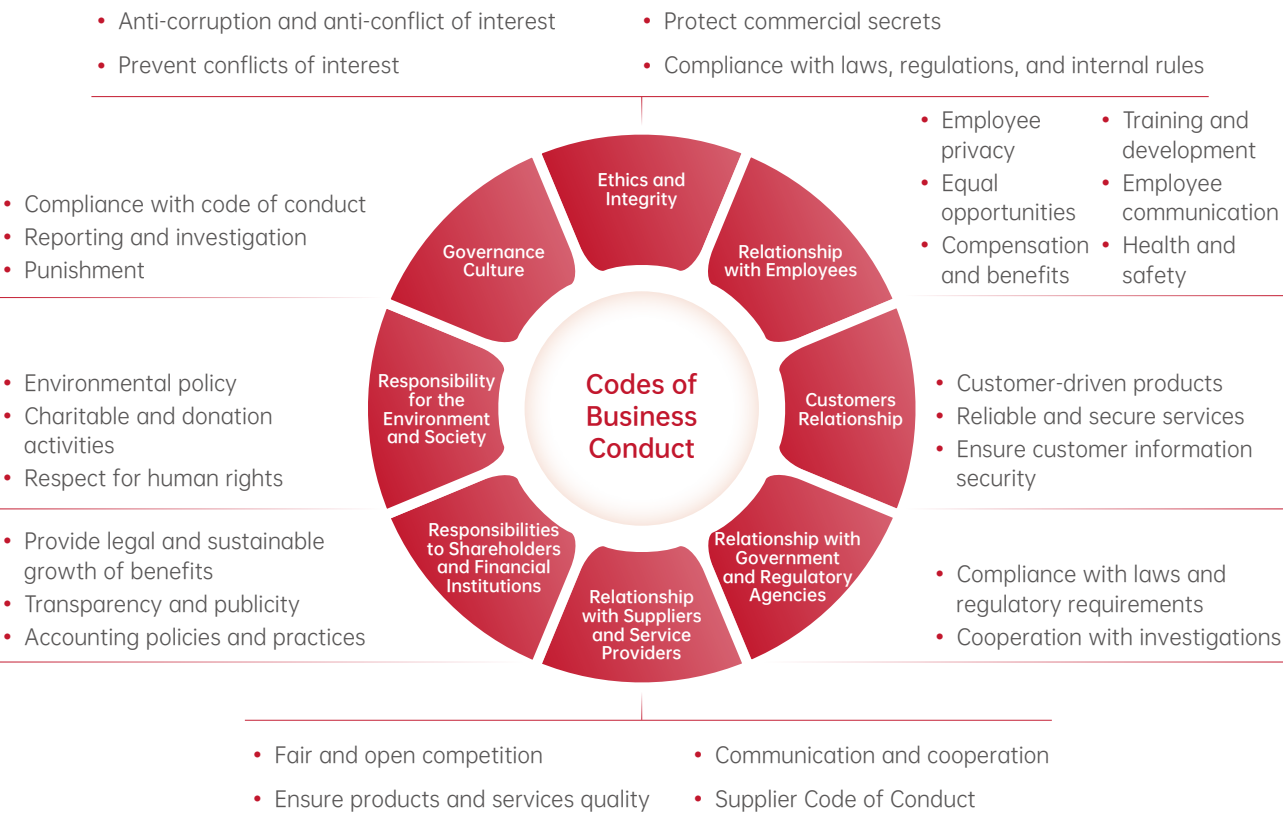 • Anti-corruption and anti-conflict of interest
• Prevent conflicts of interest
• Protect commercial secrets
• Compliance with laws, regulations, and internal rules
Ethics and
Integrity
• Employee
privacy
• Equal
opportunities
• Compensation
and benefits
• Training and
development
• Employee
communication
• Health and
safety
Relationship
with Employees
• Compliance with code of conduct
• Reporting and investigation
• Punishment
Governance
Culture
Codes of
Business
Conduct
• Environmental policy
• Charitable and donation
activities
• Respect for human rights
Responsibility
for the
Environment
and Society
Customers
Relationship
• Customer-driven products
• Reliable and secure services
• Ensure customer information
security
• Provide legal and sustainable
growth of benefits
• Transparency and publicity
• Accounting policies and practices
Responsibilities
to Shareholders
and Financial
Institutions
Relationship with
Government
and Regulatory
Agencies
• Compliance with laws and
regulatory requirements
• Cooperation with investigations
Relationship
with Suppliers
and Service
Providers
• Fair and open competition
• Ensure products and services quality
• Communication and cooperation
• Supplier Code of Conduct